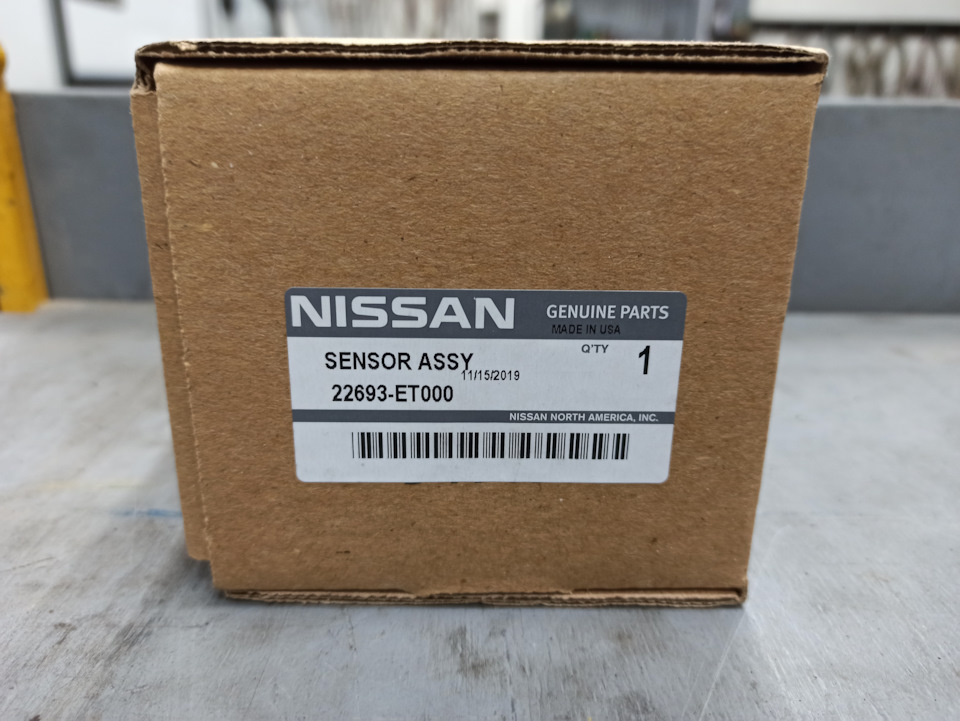 NISSAN GENUINE PARTS
MADE IN USA
Q'TY
SENSOR ASSY 1
11/15/2019
22693-ET000
NISSAN NORTH AMERICA, INC.